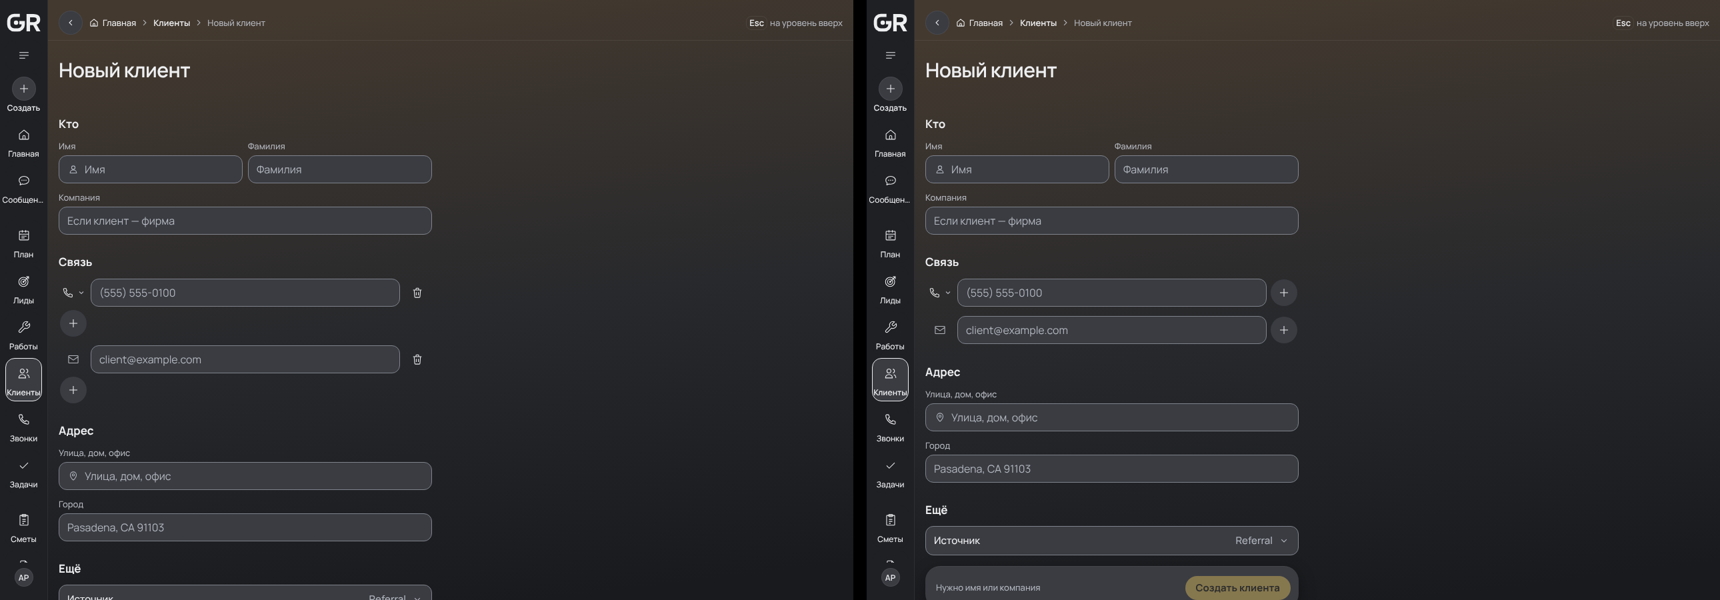 GR
Главная
Клиенты
Новый клиент
Esc на уровень вверх
Новый клиент
Создать
Главная
Сообщен...
План
Лиды
Работы
Клиенты
Звонки
Задачи
Сметы
AP
Кто
Имя
Фамилия
Имя
Фамилия
Компания
Если клиент — фирма
Связь
(555) 555-0100
client@example.com
Адрес
Улица, дом, офис
Улица, дом, офис
Город
Pasadena, CA 91103
Ещё
Источник
Referral
GR
Главная
Клиенты
Новый клиент
Esc на уровень вверх
Новый клиент
Создать
Главная
Сообщен...
План
Лиды
Работы
Клиенты
Звонки
Задачи
Сметы
AP
Кто
Имя
Фамилия
Имя
Фамилия
Компания
Если клиент — фирма
Связь
(555) 555-0100
client@example.com
Адрес
Улица, дом, офис
Улица, дом, офис
Город
Pasadena, CA 91103
Ещё
Источник
Referral
Нужно имя или компания
Создать клиента